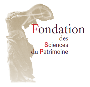 Fondation
des
Sciences
du Patrimoine